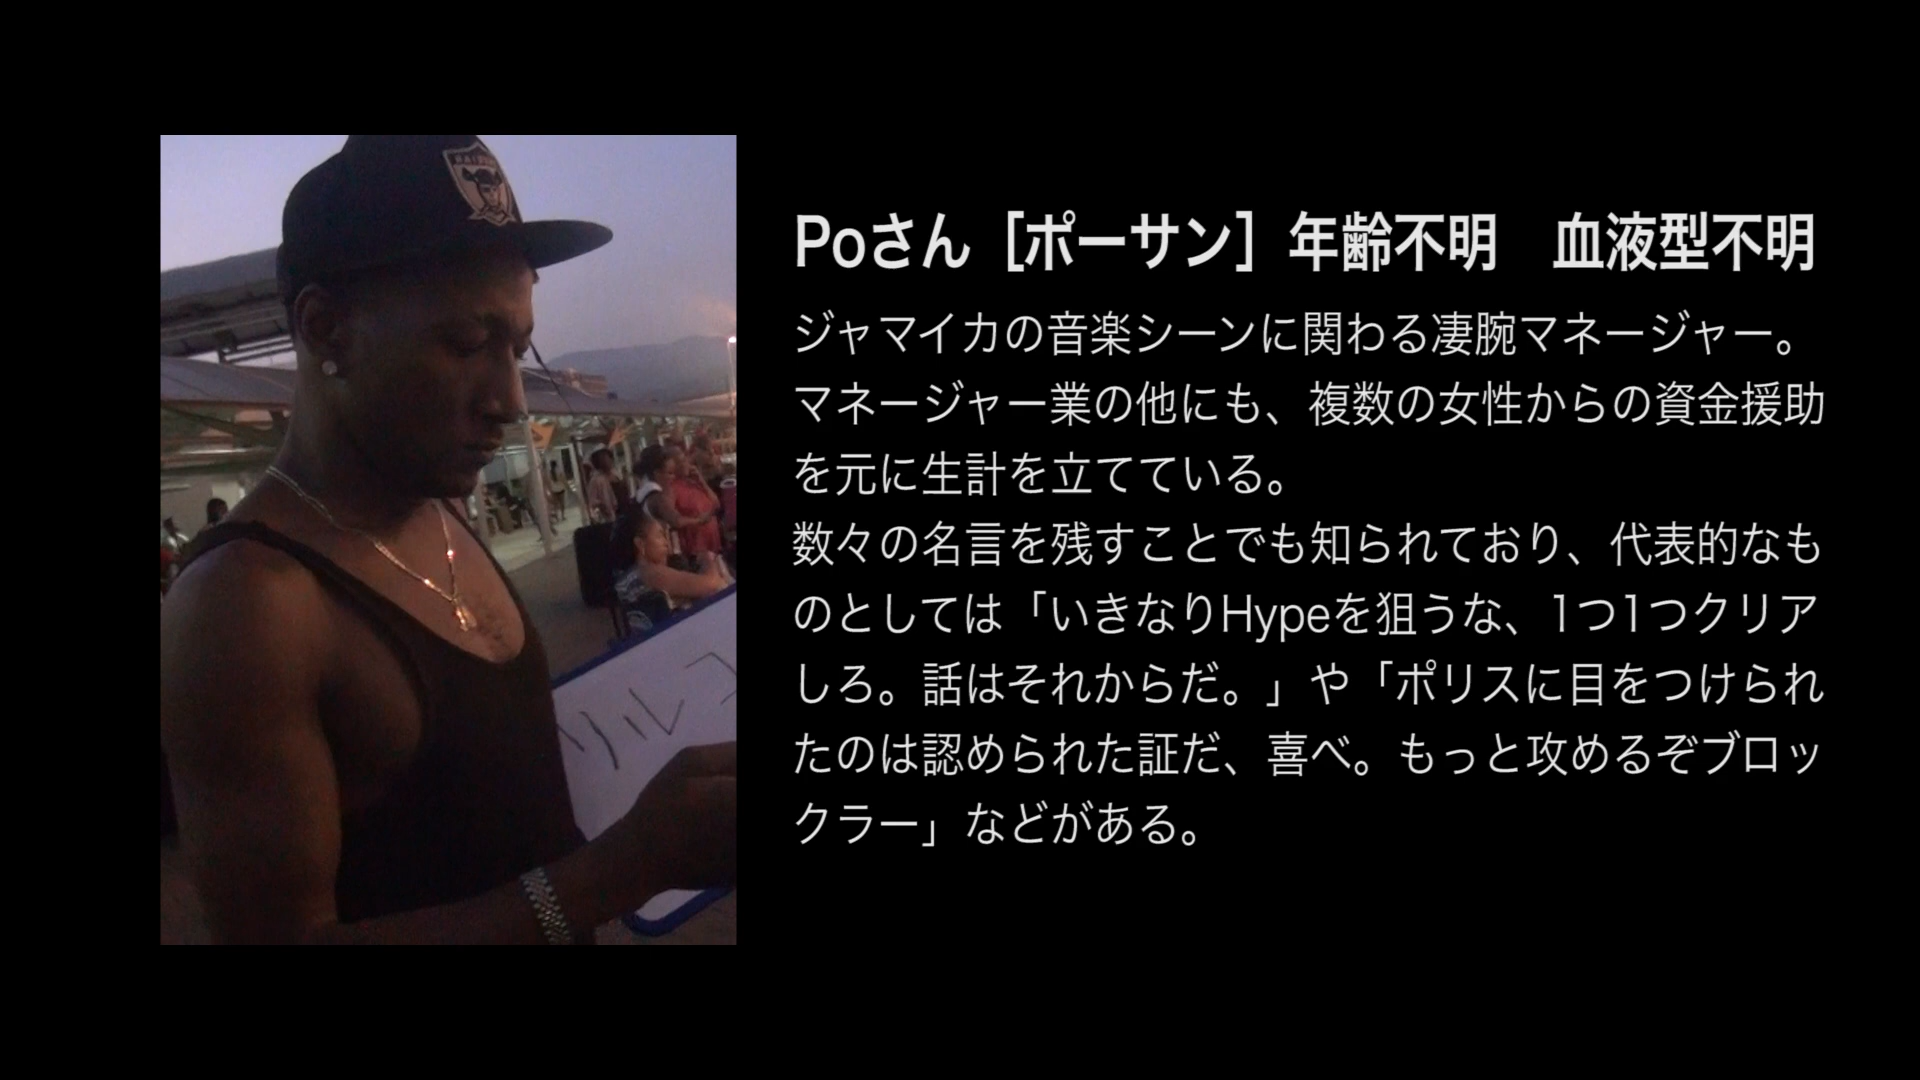 Poさん［ポーサン］年齢不明　血液型不明
ジャマイカの音楽シーンに関わる凄腕マネージャー。
マネージャー業の他にも、複数の女性からの資金援助
を元に生計を立てている。
数々の名言を残すことでも知られており、代表的なも
のとしては「いきなりHypeを狙うな、1つ1つクリア
しろ。話はそれからだ。」や「ポリスに目をつけられ
たのは認められた証だ、喜べ。もっと攻めるぞブロッ
クラー」などがある。